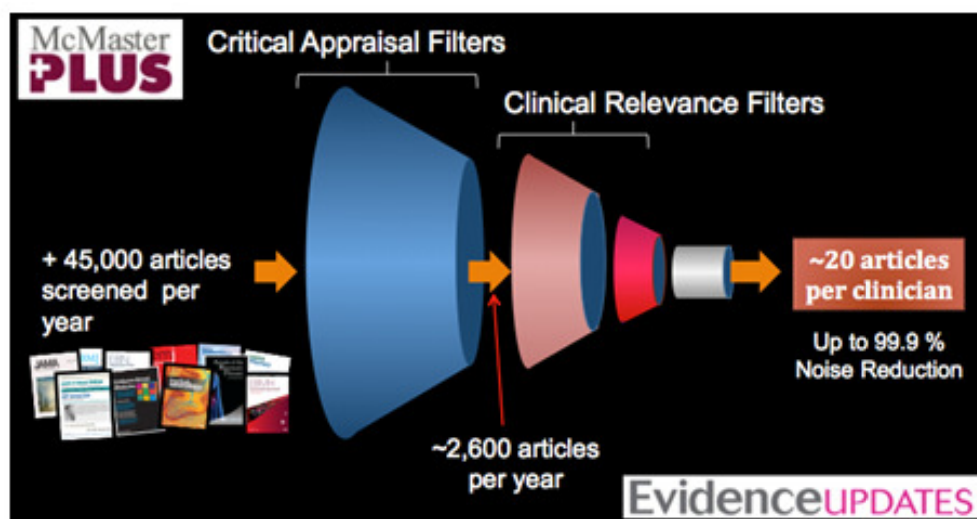 McMaster
PLUS
Critical Appraisal Filters
Clinical Relevance Filters
+ 45,000 articles
screened per
year
~20 articles
per clinician
Up to 99.9 %
Noise Reduction
JAMA
~2,600 articles
per year
EvidenceUPDATES